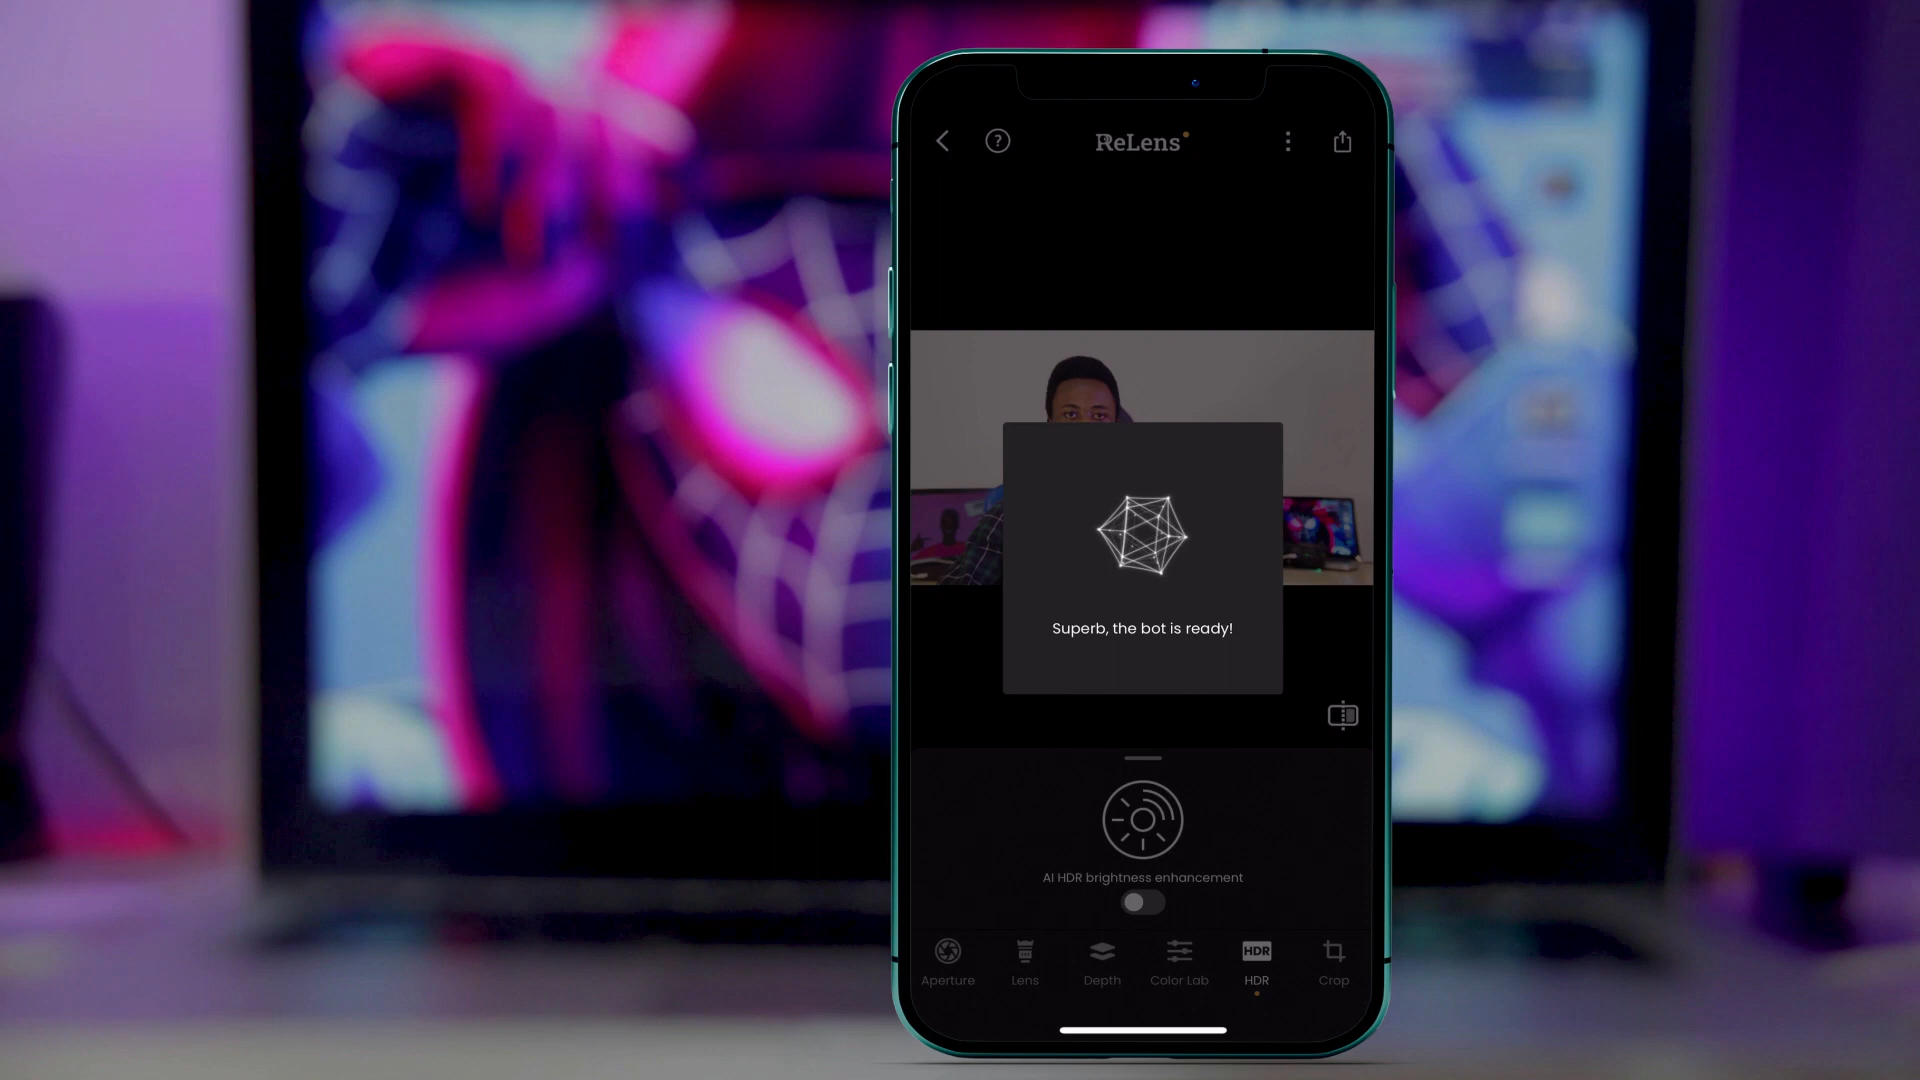 ReLens
Superb, the bot is ready!
AI HDR brightness enhancement
HDR
Aperture
Lens
Depth
Color Lab
HDR
Crop